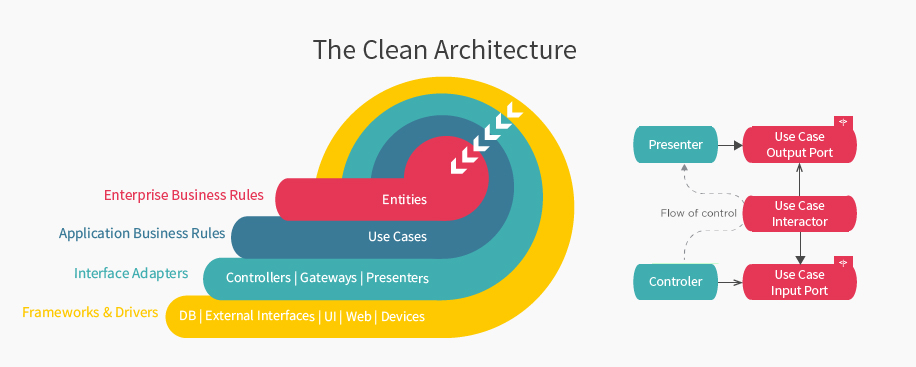 The Clean Architecture
Enterprise Business Rules
Entities
Application Business Rules
Use Cases
Interface Adapters
Controllers | Gateways | Presenters
Frameworks & Drivers
DB | External Interfaces | UI | Web | Devices
Presenter
Use Case
Output Port
Flow of control
Use Case
Interactor
Controler
Use Case
Input Port